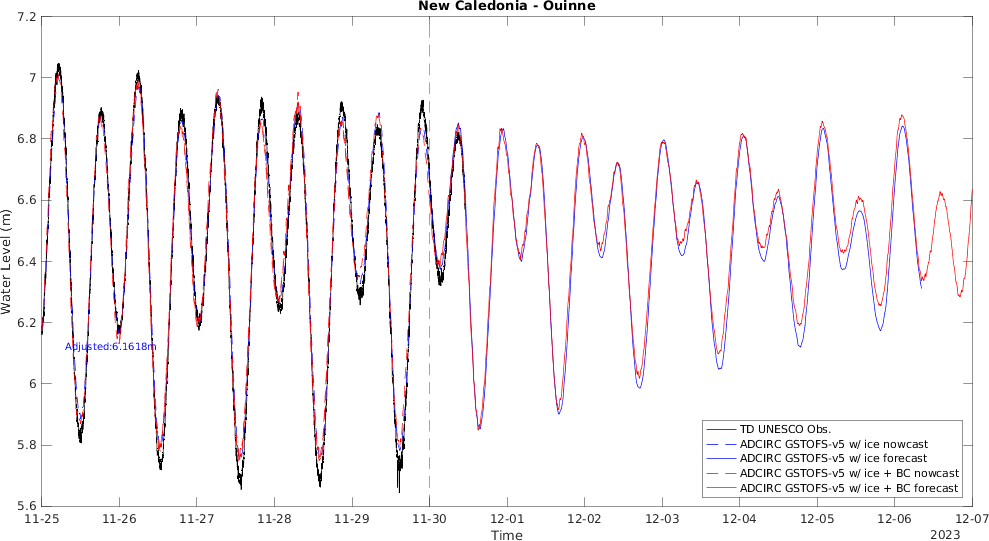 New Caledonia - Ouinne
7.2
7
6.8
6.6
6.4
6.2
6
5.8
5.6
Water Level (m)
Adjusted:6.1618m
TD UNESCO Obs.
ADCIRC GSTOFS-v5 w/ ice nowcast
ADCIRC GSTOFS-v5 w/ ice forecast
ADCIRC GSTOFS-v5 w/ ice + BC nowcast
ADCIRC GSTOFS-v5 w/ ice + BC forecast
11-25 11-26 11-27 11-28 11-29 11-30 12-01 12-02 12-03 12-04 12-05 12-06 12-07
Time
2023